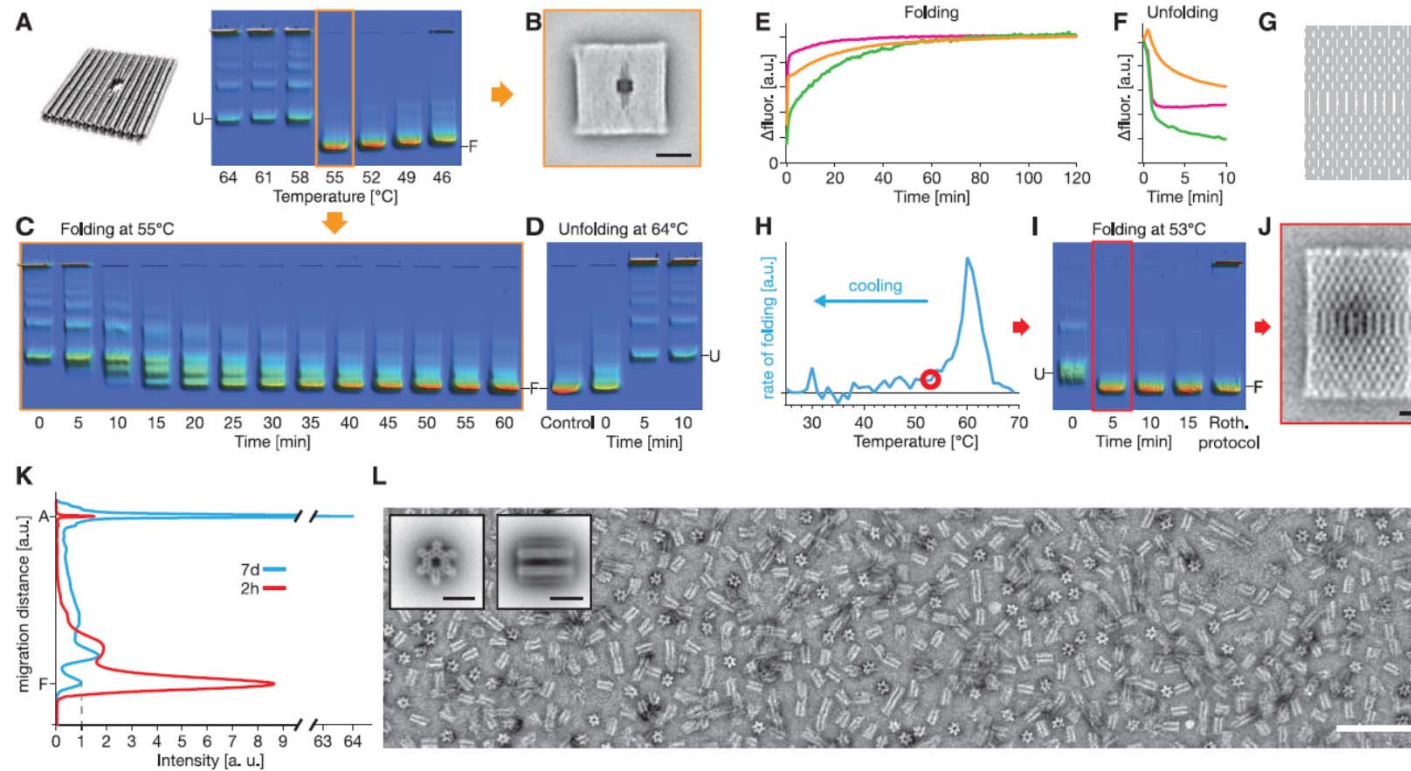 A
U
F
64 61 58 55 52 49 46
Temperature [°C]
B
C Folding at 55°C
0 5 10 15 20 25 30 35 40 45 50 55 60
Time [min]
F
D Unfolding at 64°C
U
Control 0 5 10
Time [min]
E Folding
Δfluor. [a.u.]
0
0 20 40 60 80 100 120
Time [min]
F Unfolding
Δfluor. [a.u.]
0 5 10
Time [min]
G
H
rate of folding [a.u.]
cooling
30 40 50 60 70
Temperature [°C]
I Folding at 53°C
U
F
0 5 10 15 Roth.
Time [min] protocol
J
K
migration distance [a.u.]
A
7d
2h
F
0 1 2 3 4 5 6 7 8 9 63 64
Intensity [a. u.]
L